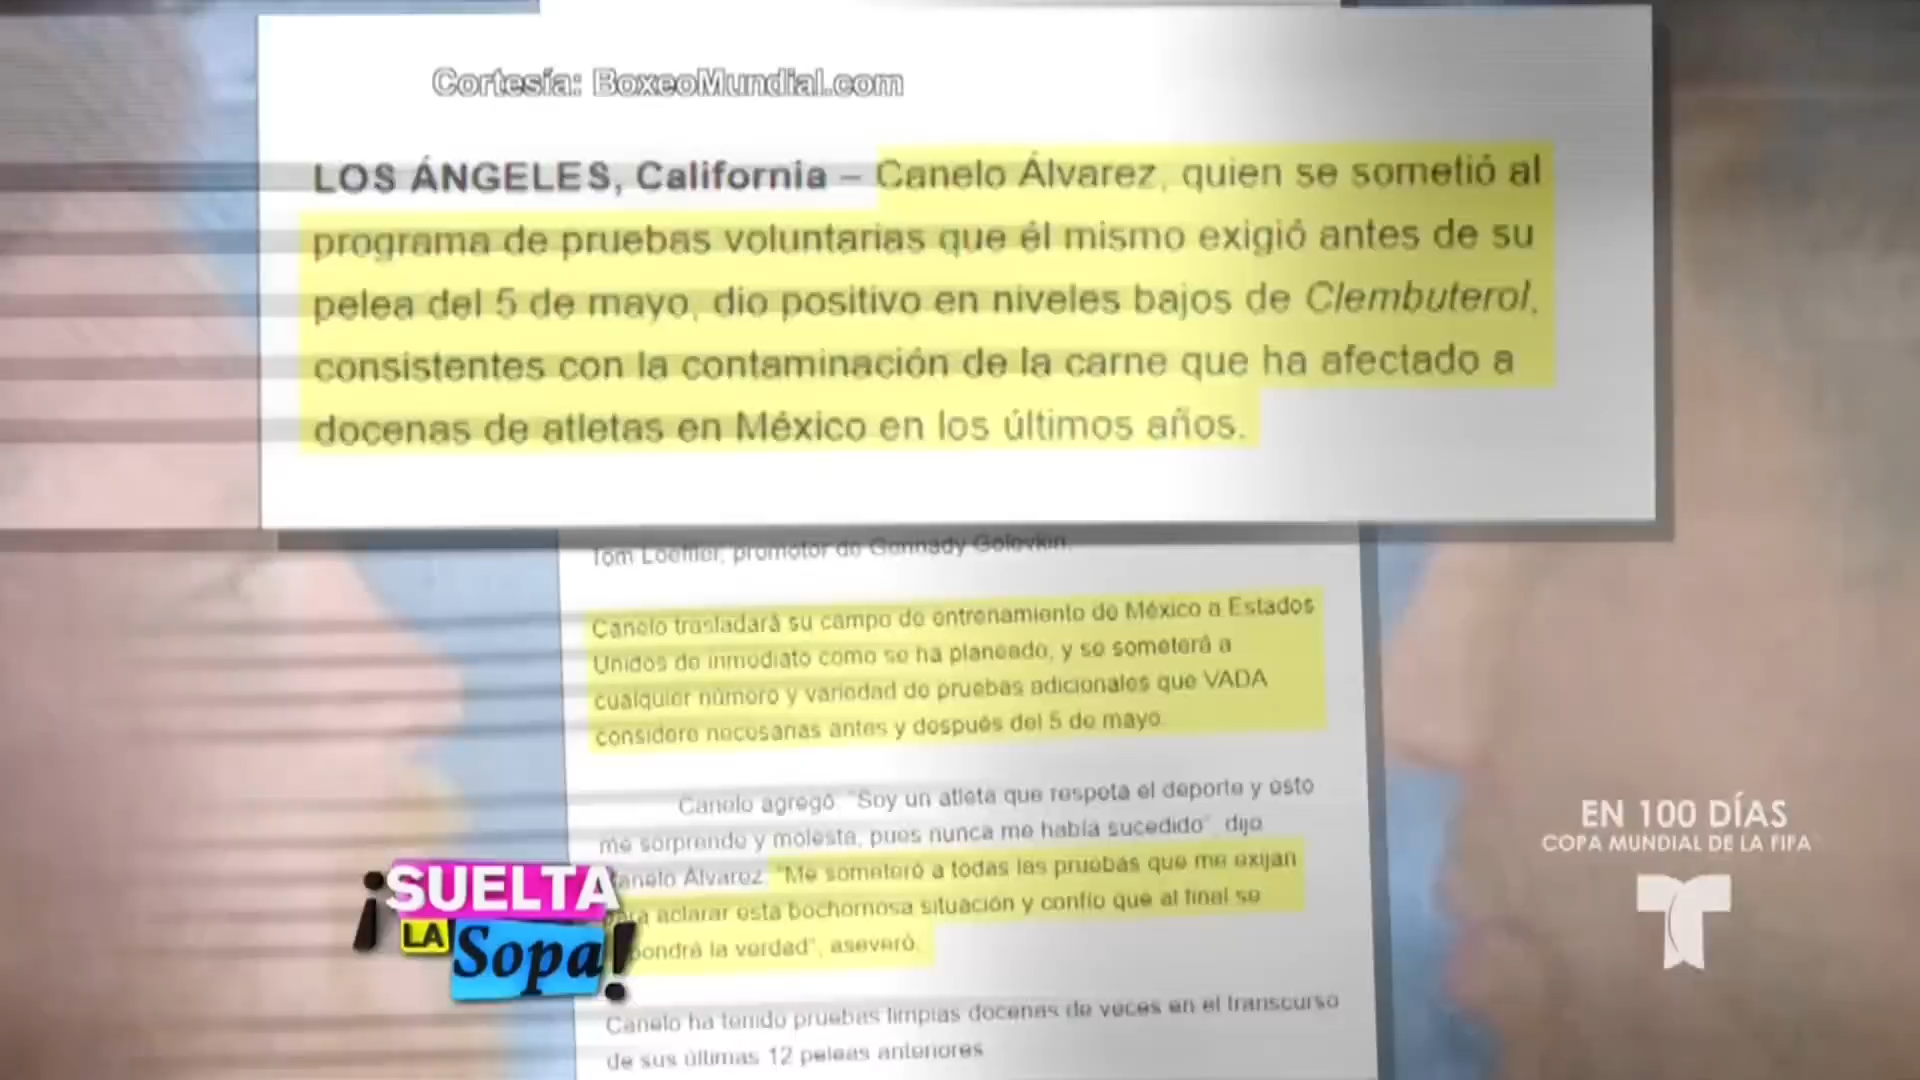 Cortesía: BoxeoMundial.com
LOS ÁNGELES, California – Canelo Álvarez, quien se sometió al
programa de pruebas voluntarias que él mismo exigió antes de su
pelea del 5 de mayo, dio positivo en niveles bajos de Clembuterol,
consistentes con la contaminación de la carne que ha afectado a
docenas de atletas en México en los últimos años.
Tom Loeffler, promotor de Gennady Golovkin.
Canelo trasladará su campo de entrenamiento de México a Estados
Unidos de inmediato como se ha planeado, y se someterá a
cualquier número y variedad de pruebas adicionales que VADA
considere necesarias antes y después del 5 de mayo.
Canelo agregó: "Soy un atleta que respeta el deporte y esto
me sorprende y molesta, pues nunca me había sucedido", dijo
anelo Álvarez. "Me someteré a todas las pruebas que me exijan
para aclarar esta bochornosa situación y confío que al final se
pondrá la verdad", aseveró.
Canelo ha tenido pruebas limpias docenas de veces en el transcurso
de sus últimas 12 peleas anteriores
¡SUELTA
LA
Sopa!
EN 100 DÍAS
COPA MUNDIAL DE LA FIFA
T